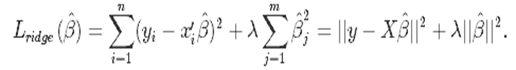 L_{ridge}(\hat{\beta}) = \sum_{i=1}^{n} (y_i - x_i' \hat{\beta})^2 + \lambda \sum_{j=1}^{m} \hat{\beta}_j^2 = ||y - X\hat{\beta}||^2 + \lambda ||\hat{\beta}||^2.